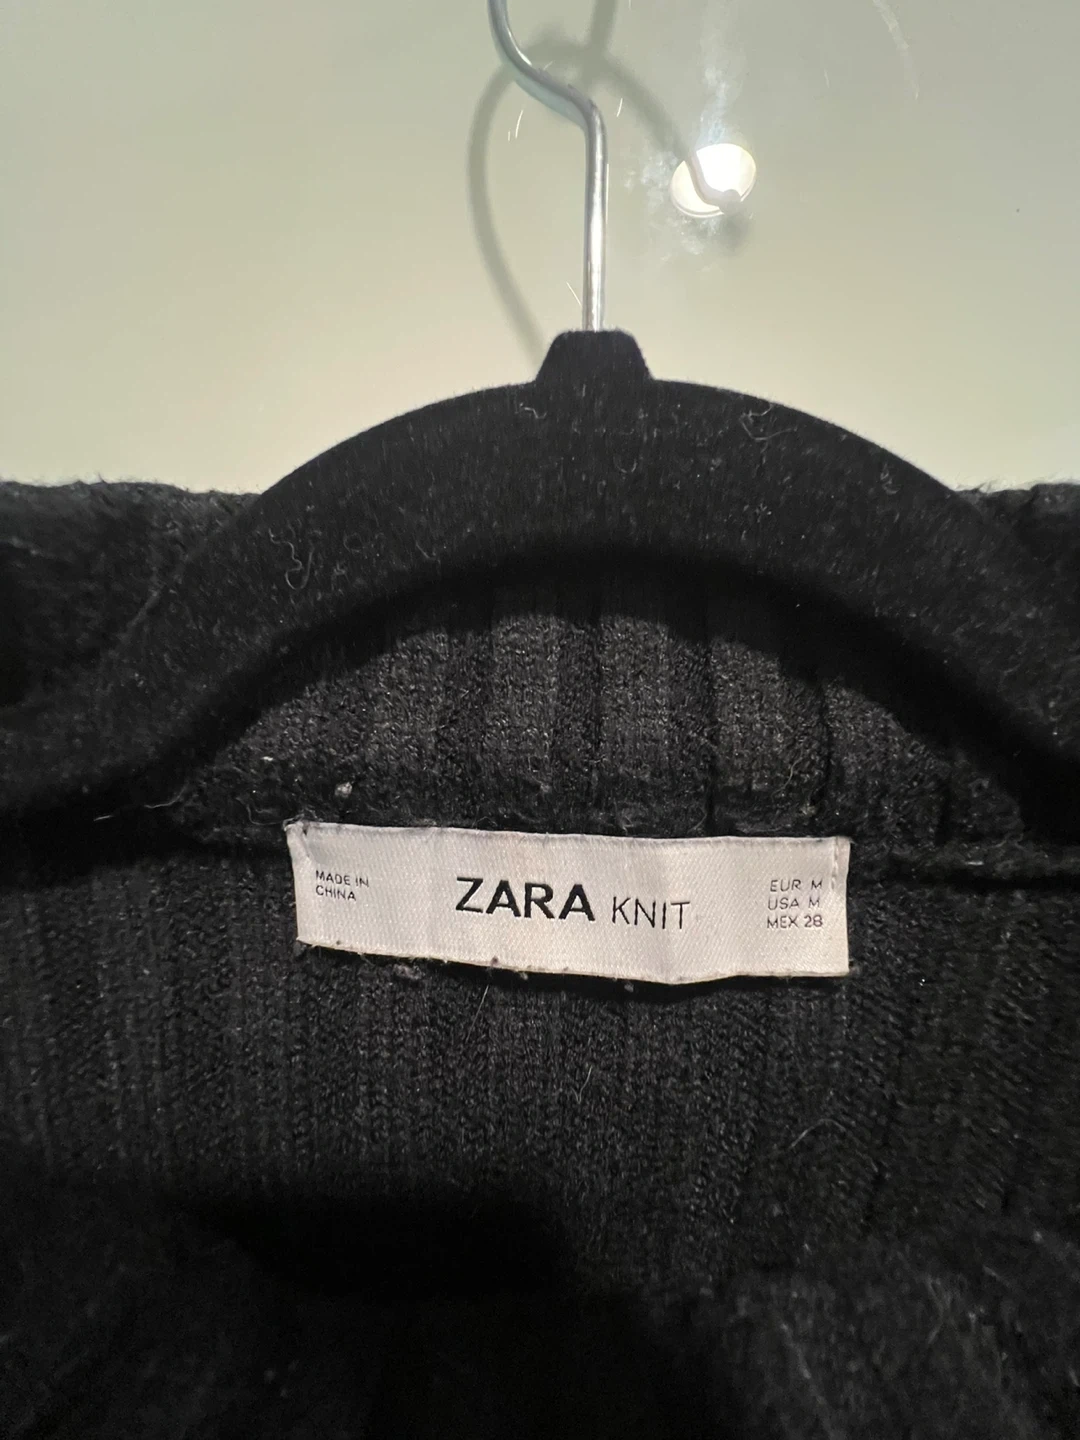 MADE IN
CHINA
ZARA KNIT
EUR M
USA M
MEX 28